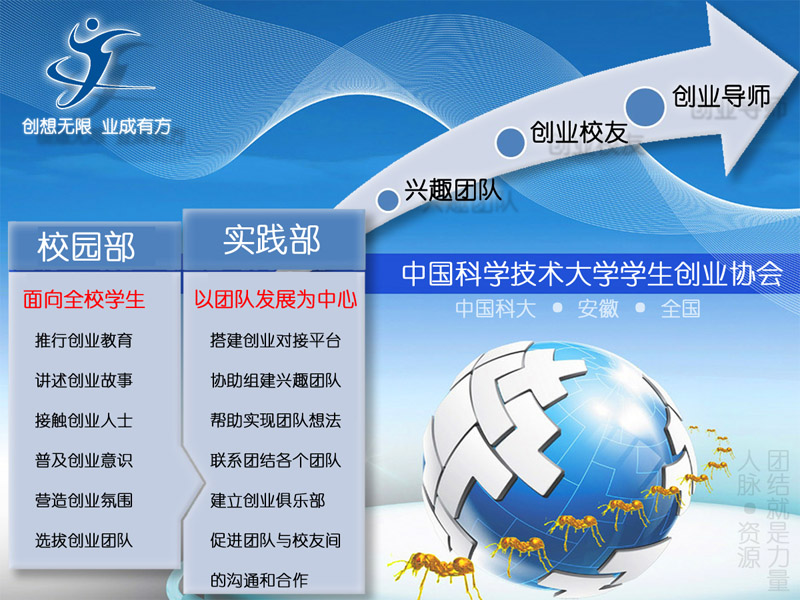 创想无限 业成有方
创业导师
创业校友
兴趣团队
校园部
面向全校学生
推行创业教育
讲述创业故事
接触创业人士
普及创业意识
营造创业氛围
选拔创业团队
实践部
以团队发展为中心
搭建创业对接平台
协助组建兴趣团队
帮助实现团队想法
联系团结各个团队
建立创业俱乐部
促进团队与校友间
的沟通和合作
中国科学技术大学学生创业协会
中国科大 ● 安徽 ● 全国
团结就是力量
人脉●资源